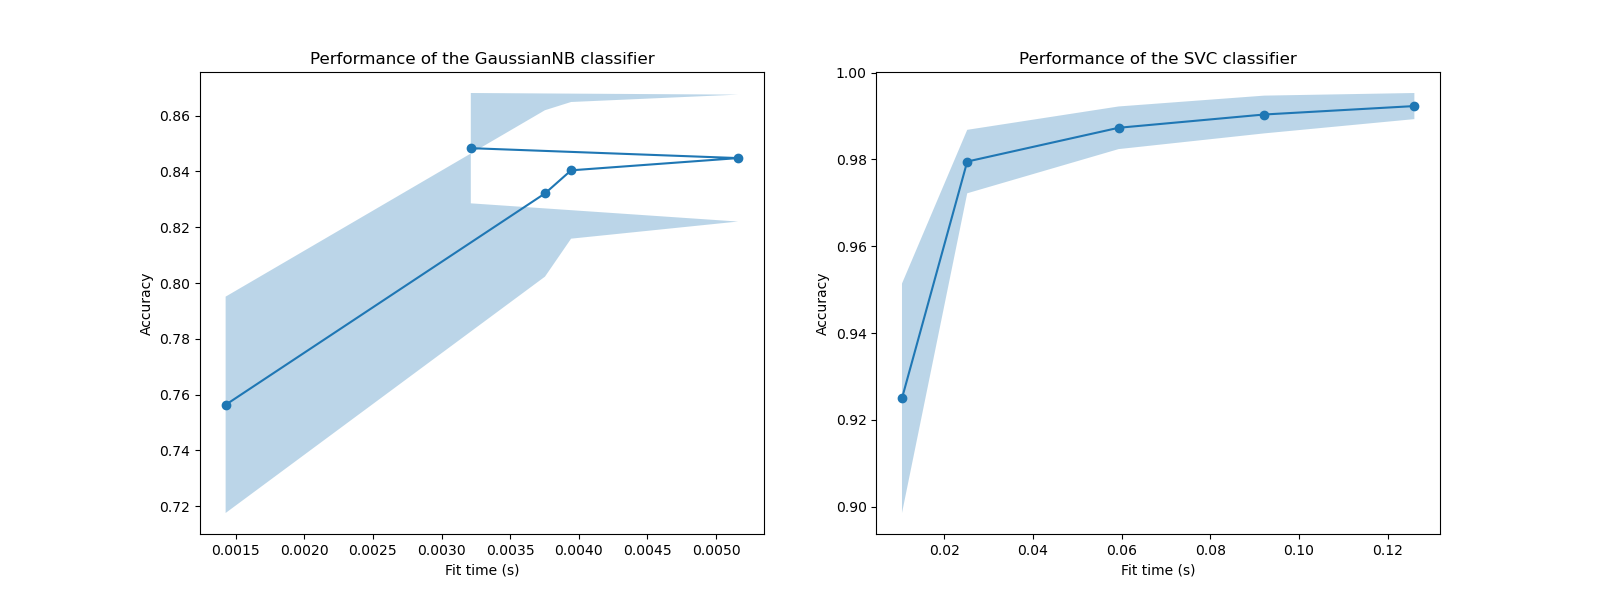 Performance of the GaussianNB classifier
Accuracy
0.86
0.84
0.82
0.80
0.78
0.76
0.74
0.72
0.0015 0.0020 0.0025 0.0030 0.0035 0.0040 0.0045 0.0050
Fit time (s)
Performance of the SVC classifier
Accuracy
1.00
0.98
0.96
0.94
0.92
0.90
0.02 0.04 0.06 0.08 0.10 0.12
Fit time (s)